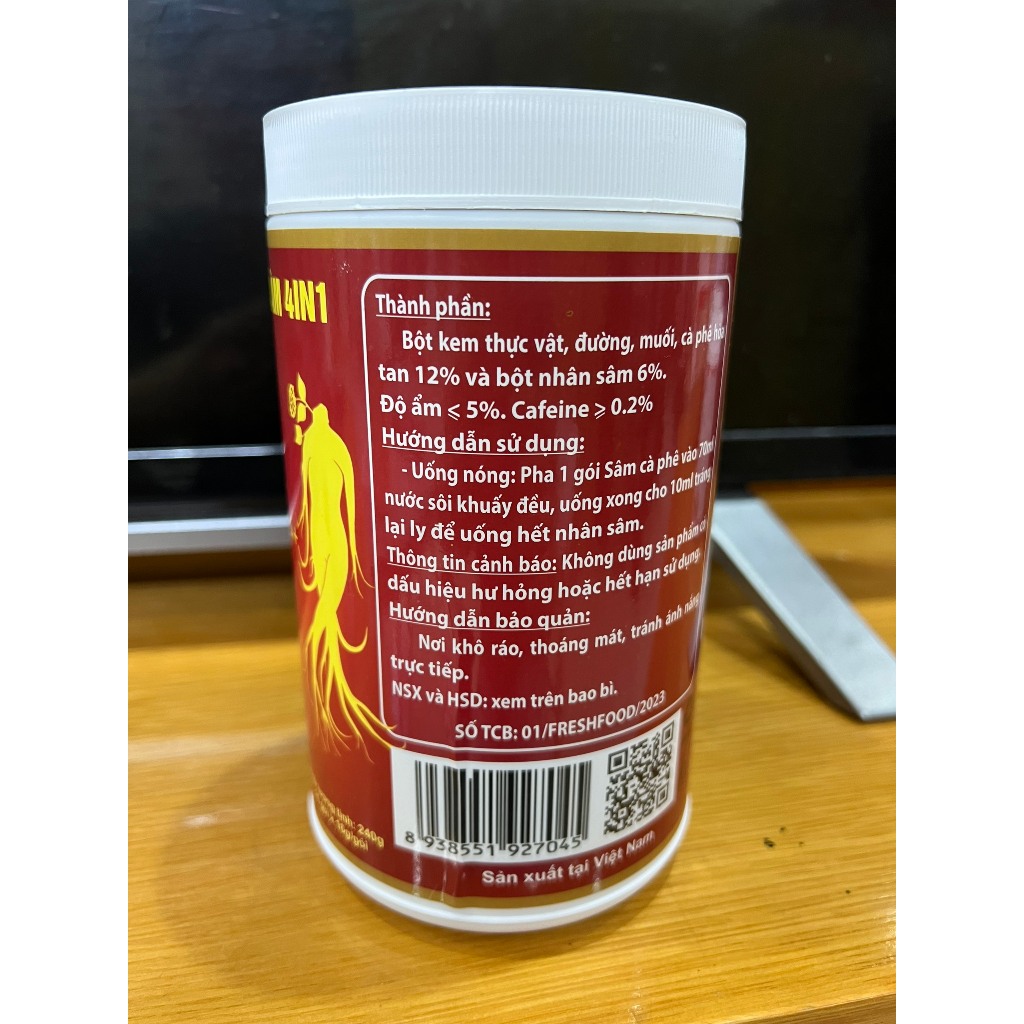 4IN1
Thành phần:
Bột kem thực vật, đường, muối, cà phê hòa
tan 12% và bột nhân sâm 6%.
Độ ẩm ⩽ 5%. Cafeine ⩾ 0.2%
Hướng dẫn sử dụng:
- Uống nóng: Pha 1 gói Sâm cà phê vào 70ml
nước sôi khuấy đều, uống xong cho 10ml tráng
lại ly để uống hết nhân sâm.
Thông tin cảnh báo: Không dùng sản phẩm có
dấu hiệu hư hỏng hoặc hết hạn sử dụng.
Hướng dẫn bảo quản:
Nơi khô ráo, thoáng mát, tránh ánh nắng
trực tiếp.
NSX và HSD: xem trên bao bì.
SỐ TCB: 01/FRESHFOOD/2023
tịnh: 240g
8 938551 927045
Sản xuất tại Việt Nam